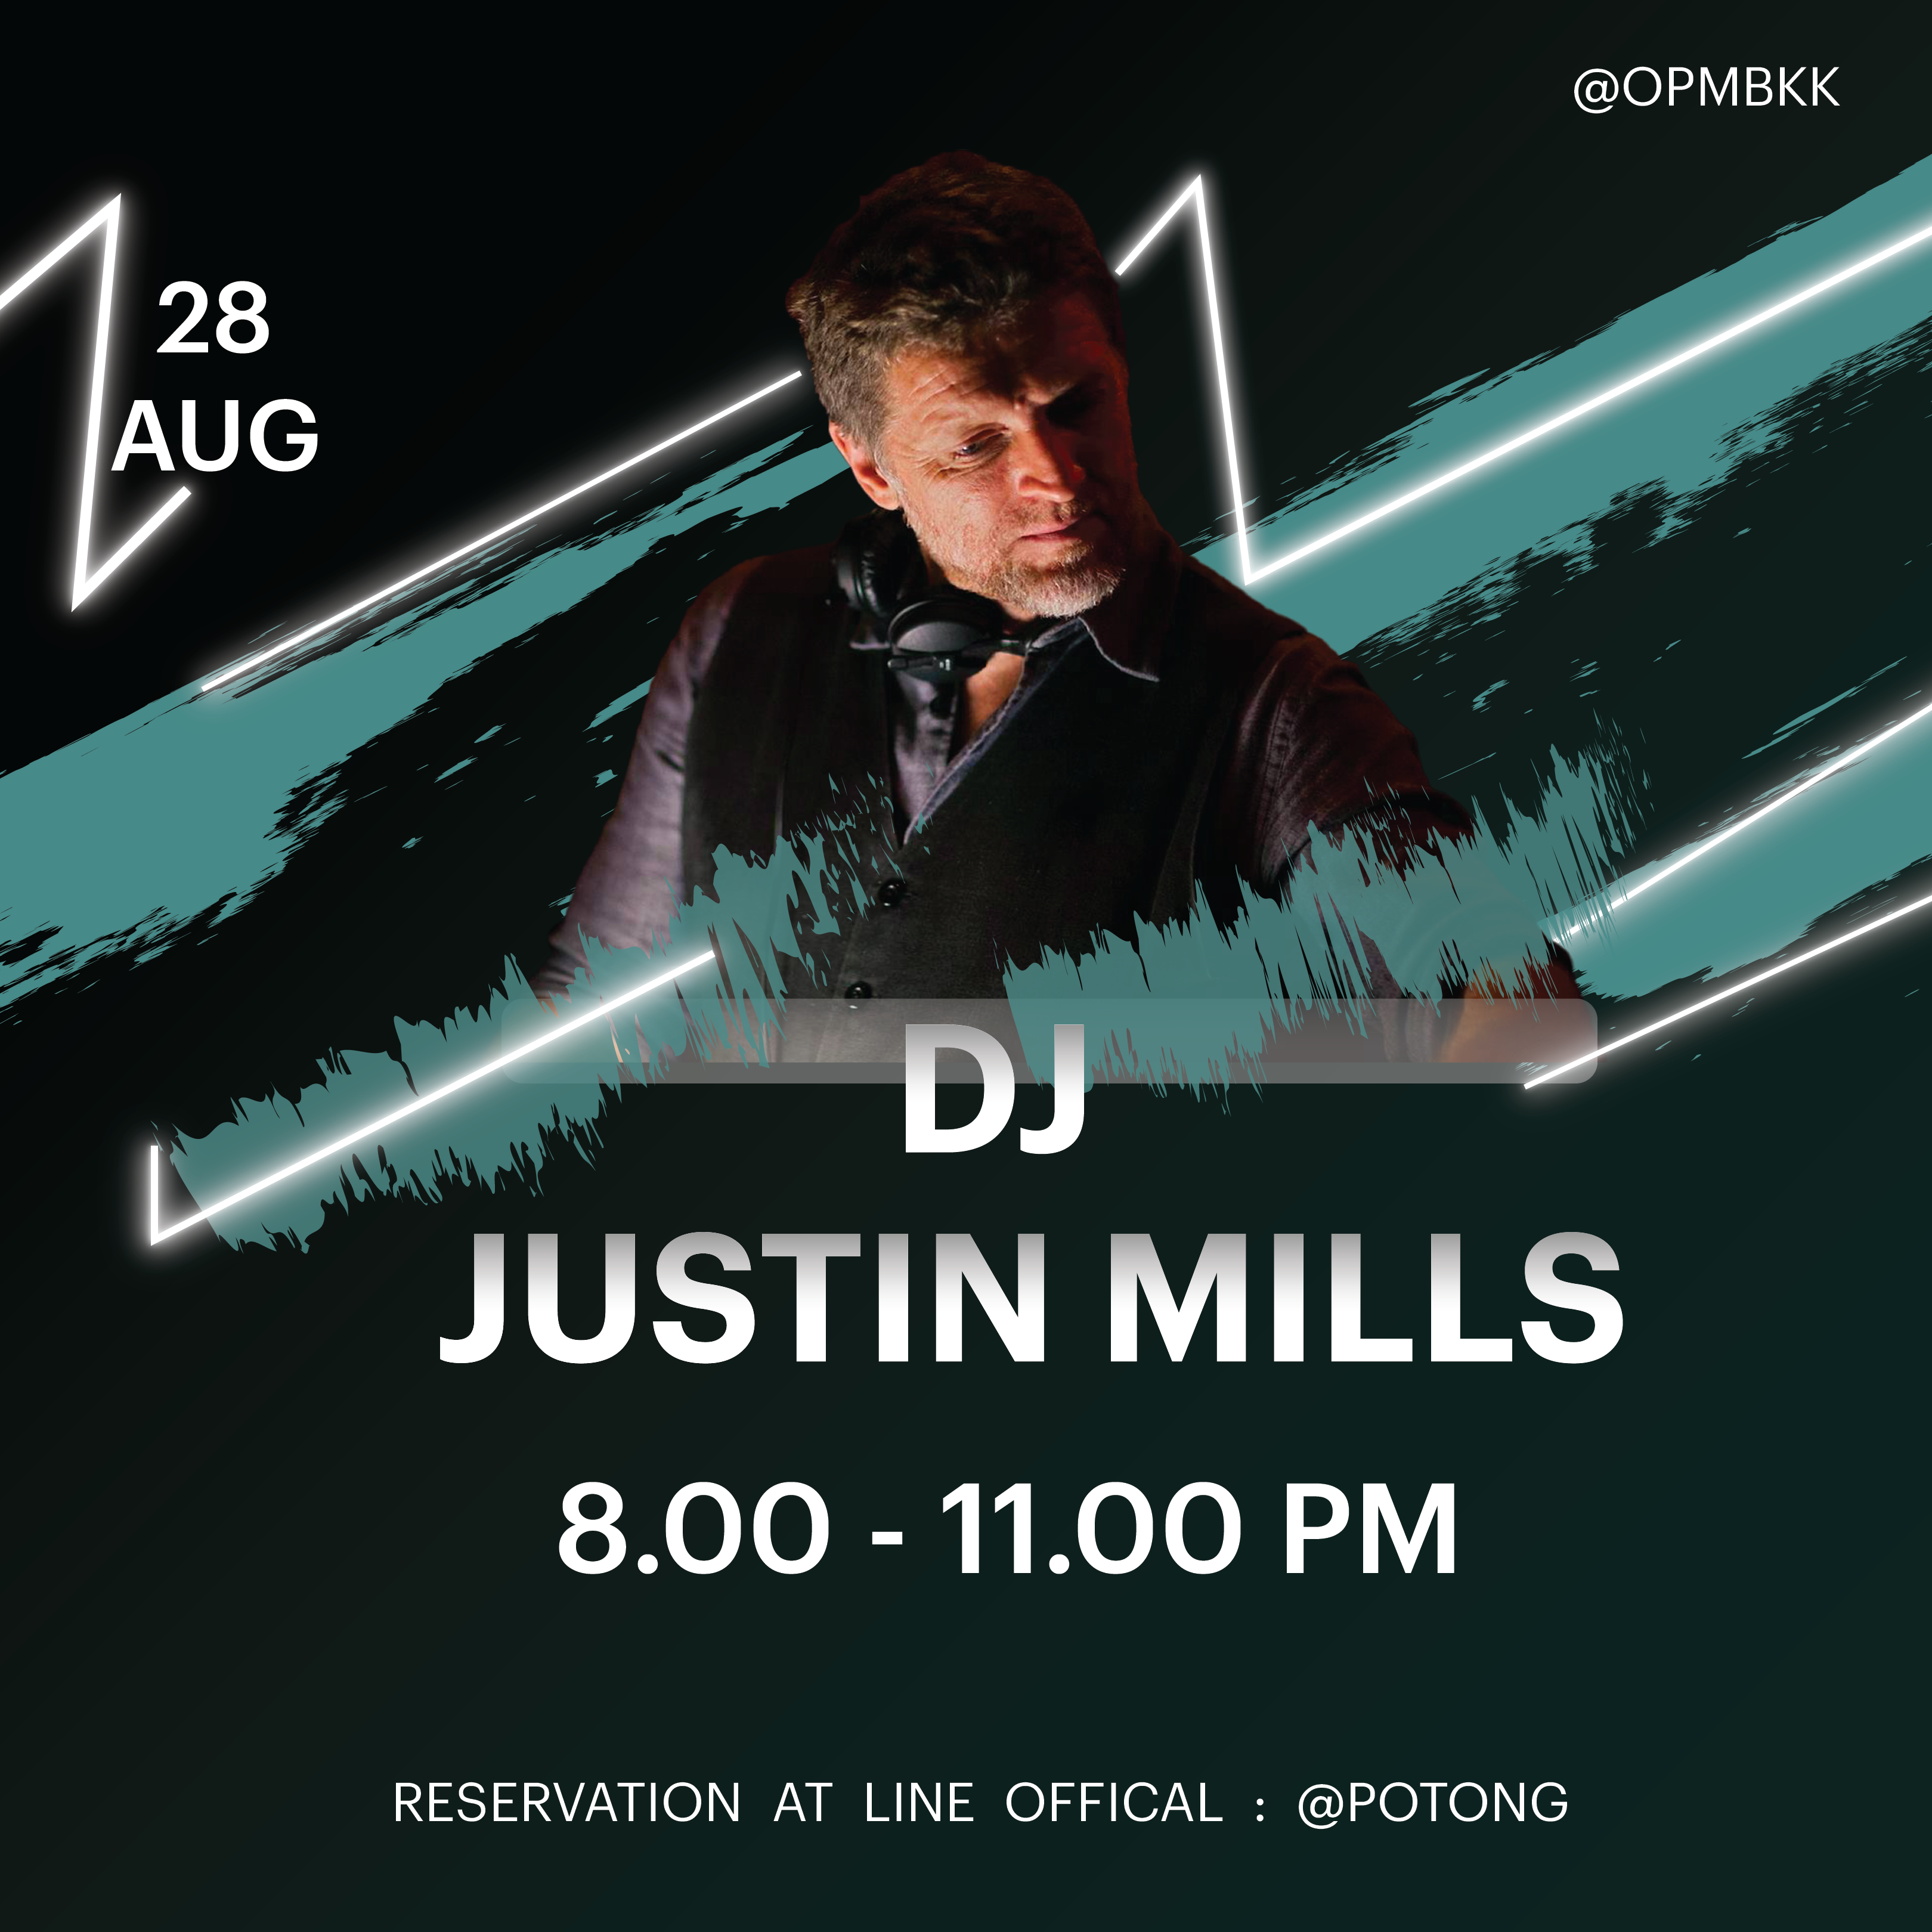 @OPMBKK
28
AUG
DJ
JUSTIN MILLS
8.00 - 11.00 PM
RESERVATION AT LINE OFFICAL : @POTONG